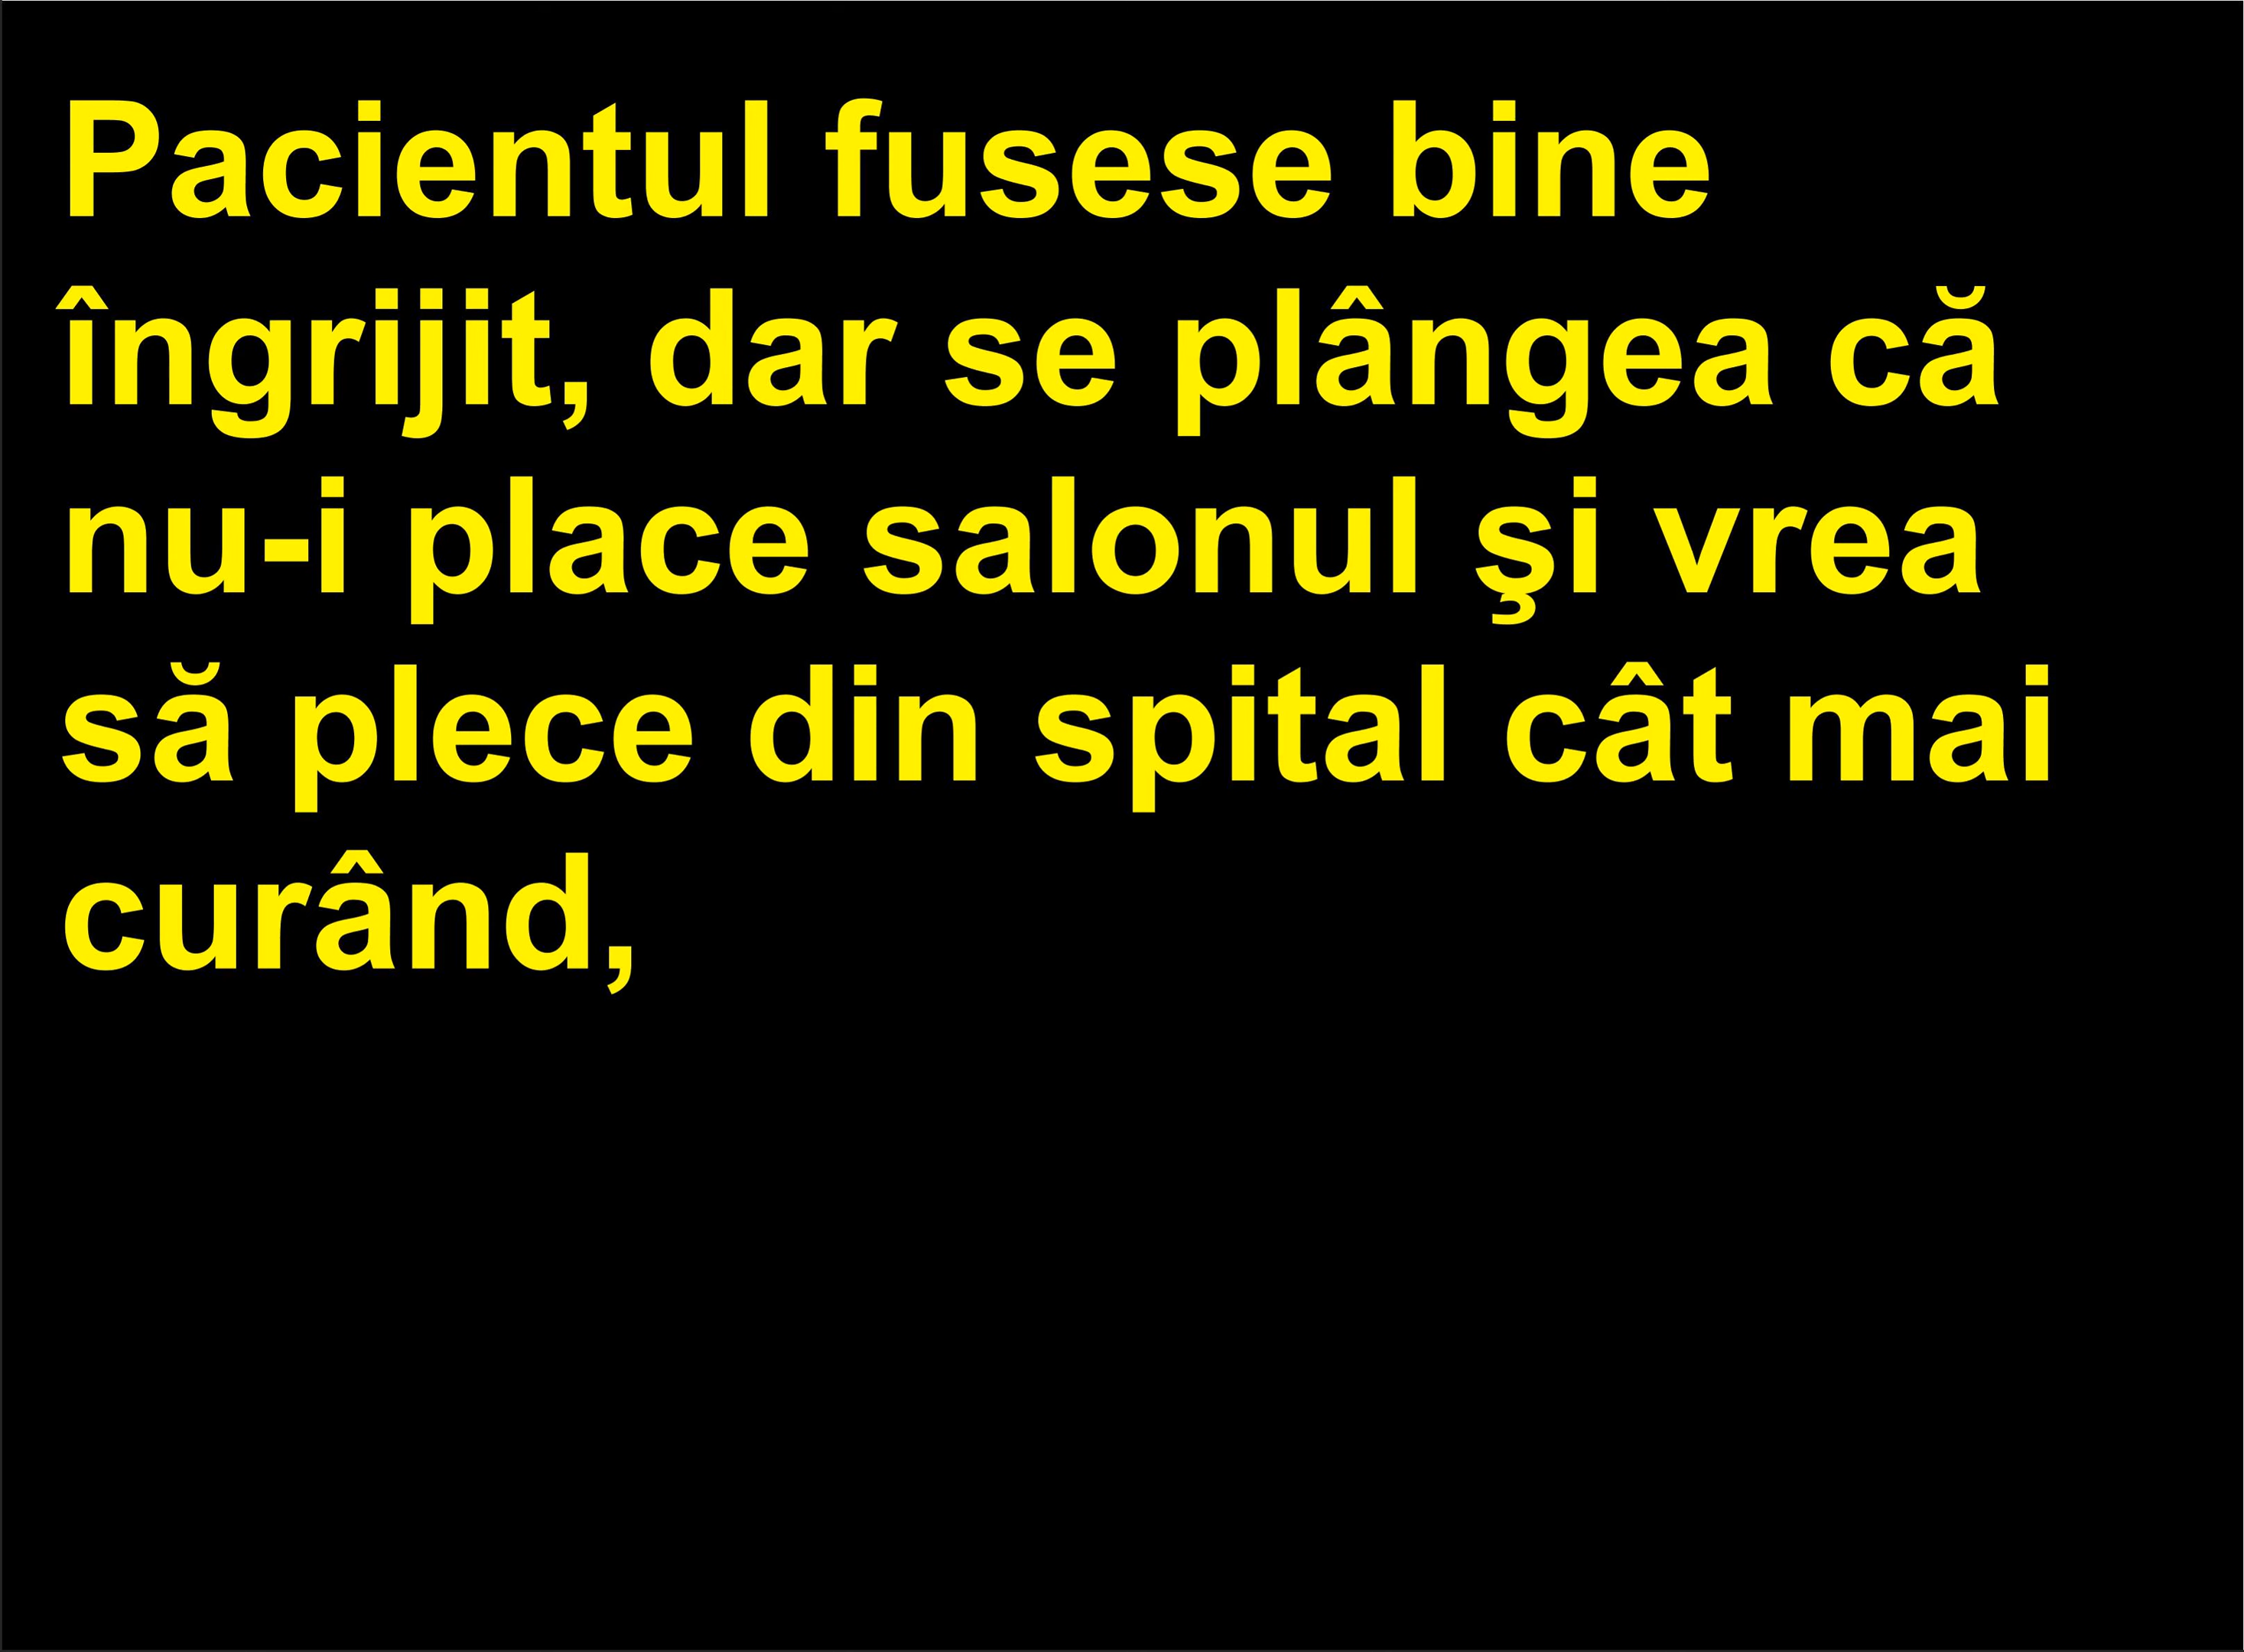 Pacientul fusese bine
îngrijit, dar se plângea că
nu-i place salonul şi vrea
să plece din spital cât mai
curând,